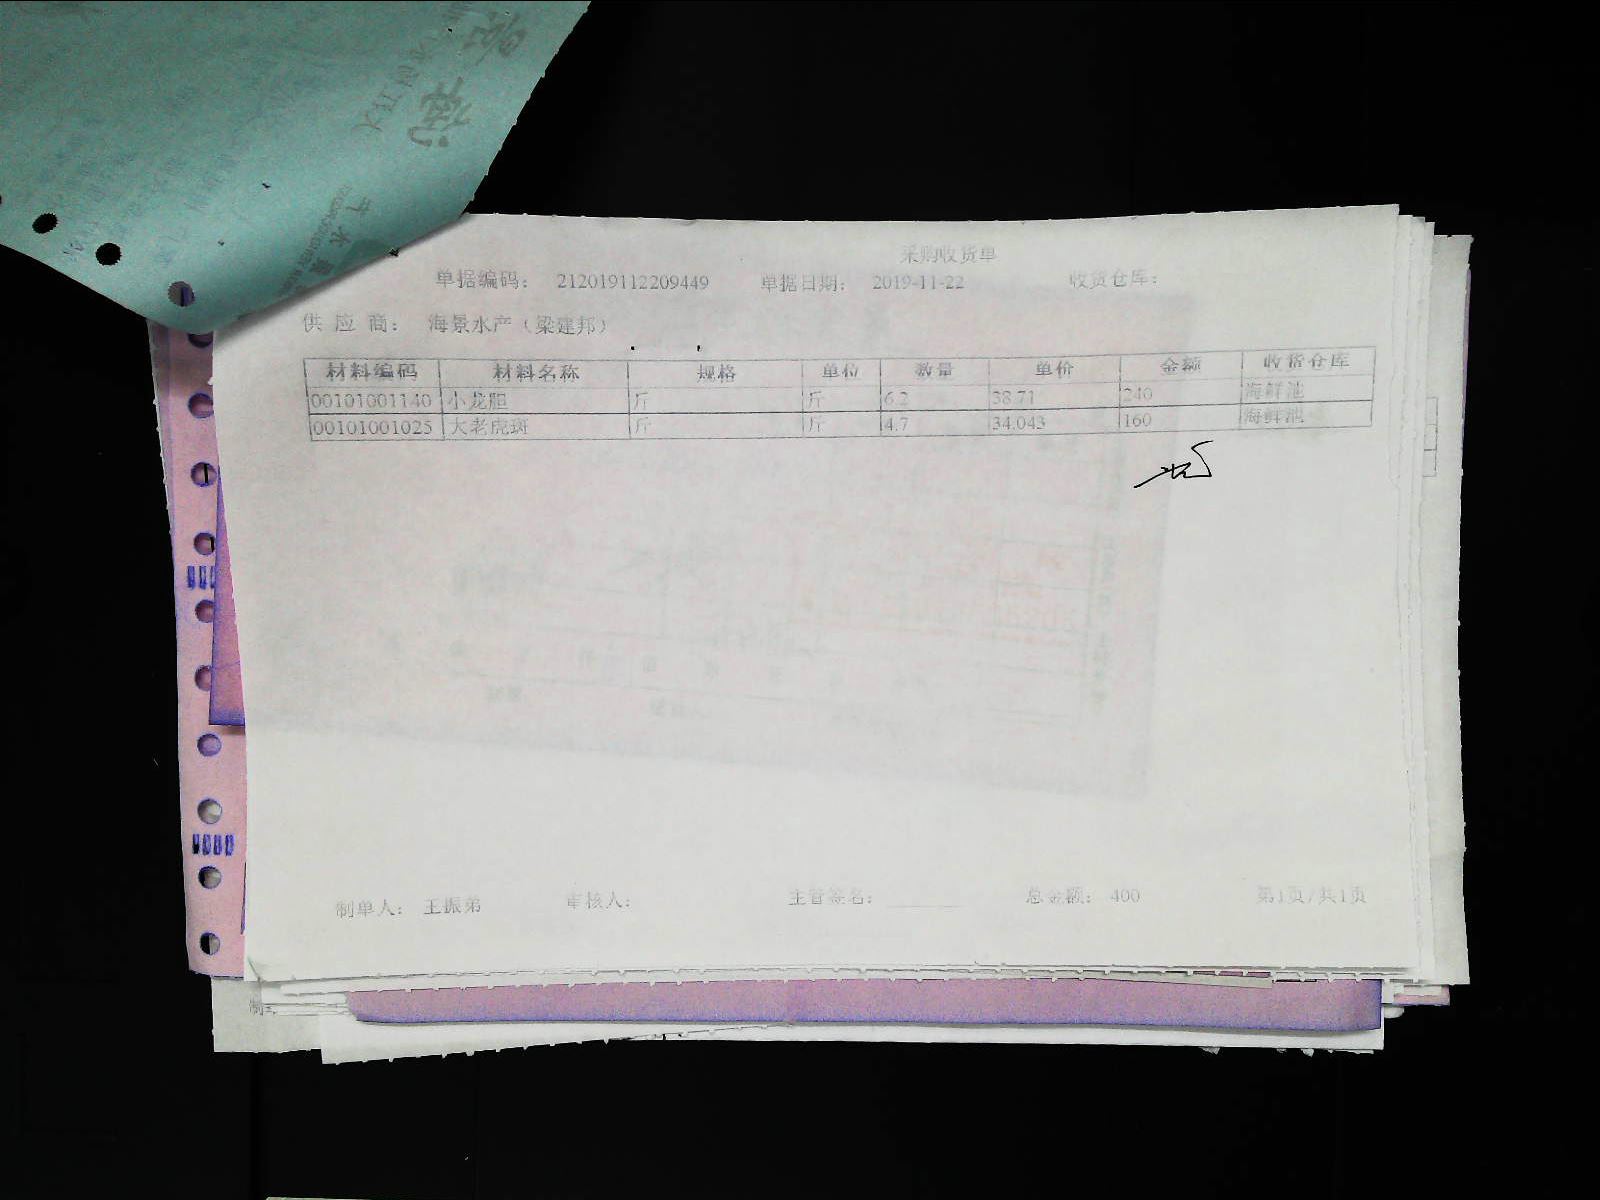 采购收货单
单据编码： 212019112209449 单据日期： 2019-11-22 收货仓库：
供 应 商： 海景水产（梁建邦）
材料编码 材料名称 规格 单位 数量 单价 金额 收货仓库
00101001140 小龙胆 斤 斤 6.2 38.71 240 海鲜池
00101001025 大老虎斑 斤 斤 4.7 34.043 160 海鲜池
制单人： 王振弟 审核人： 主管签名： 总金额： 400 第1页/共1页